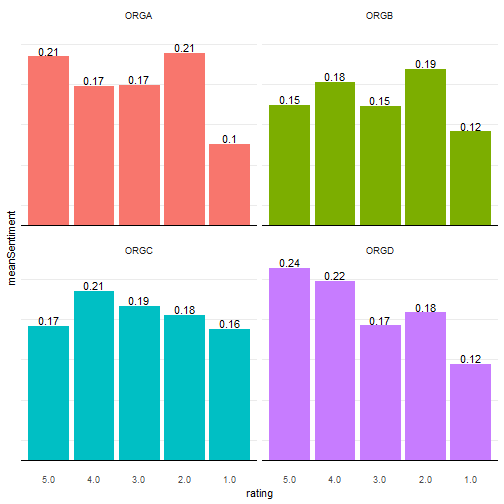 ORGA
ORGB
0.21 0.17 0.17 0.21 0.1
0.15 0.18 0.15 0.19 0.12
meanSentiment
ORGC
ORGD
0.17 0.21 0.19 0.18 0.16
0.24 0.22 0.17 0.18 0.12
5.0 4.0 3.0 2.0 1.0
5.0 4.0 3.0 2.0 1.0
rating